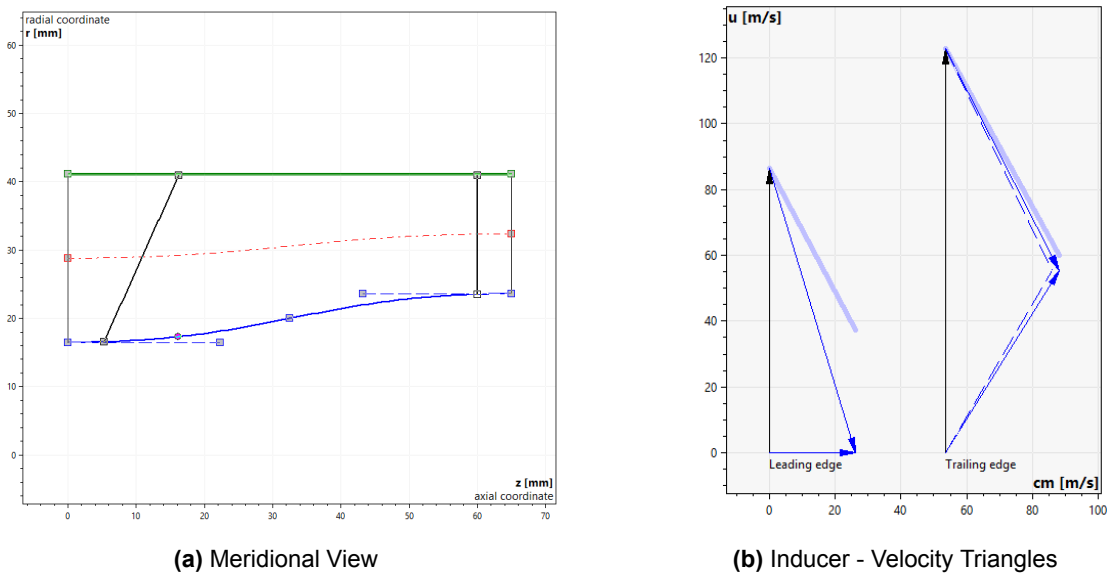 radial coordinate
r [mm]
60
50
40
30
20
10
0
z [mm]
axial coordinate
0
10
20
30
40
50
60
70
(a) Meridional View
u [m/s]
120
100
80
60
40
20
0
Leading edge
Trailing edge
cm [m/s]
0
20
40
60
80
100
(b) Inducer - Velocity Triangles